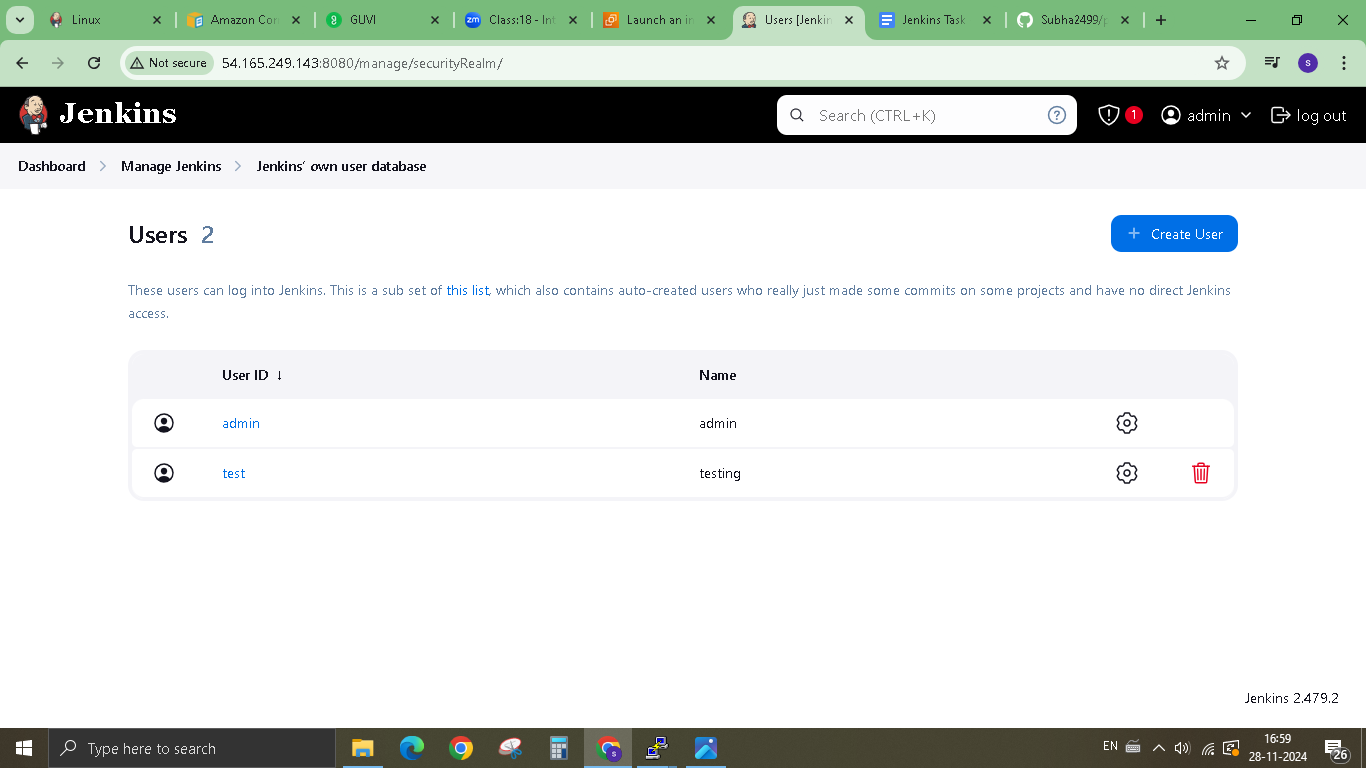 Linux
Amazon Con
GUVI
zm
Class:18 - Int
Launch an in
Users [Jenkin
Jenkins Task
Subha2499/p
Not secure
54.165.249.143:8080/manage/securityRealm/
s
Jenkins
Search (CTRL+K)
?
1
admin
log out
Dashboard
Manage Jenkins
Jenkins' own user database
Users 2
+ Create User
These users can log into Jenkins. This is a sub set of this list, which also contains auto-created users who really just made some commits on some projects and have no direct Jenkins
access.
User ID ↓
Name
admin
admin
test
testing
Jenkins 2.479.2
Type here to search
EN
16:59
28-11-2024
26